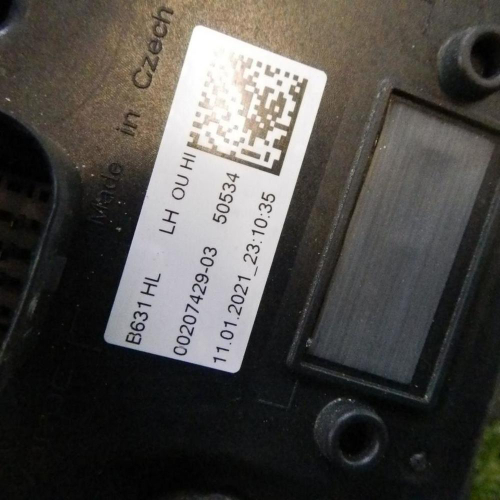 Made in Czech
B631 HL LH OU HI
00207429-03 50534
11.01.2021_23:10:35